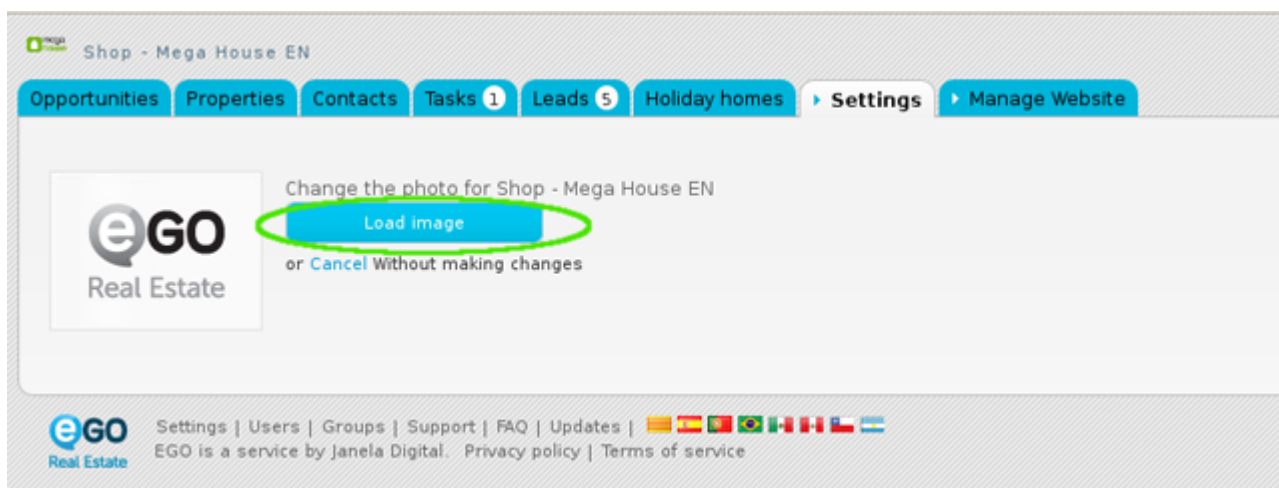 mega house
Shop - Mega House EN
Opportunities Properties Contacts Tasks 1 Leads 5 Holiday homes Settings Manage Website
Change the photo for Shop - Mega House EN
eGO
Real Estate
Load image
or Cancel Without making changes
eGO
Real Estate
Settings | Users | Groups | Support | FAQ | Updates |
EGO is a service by Janela Digital. Privacy policy | Terms of service